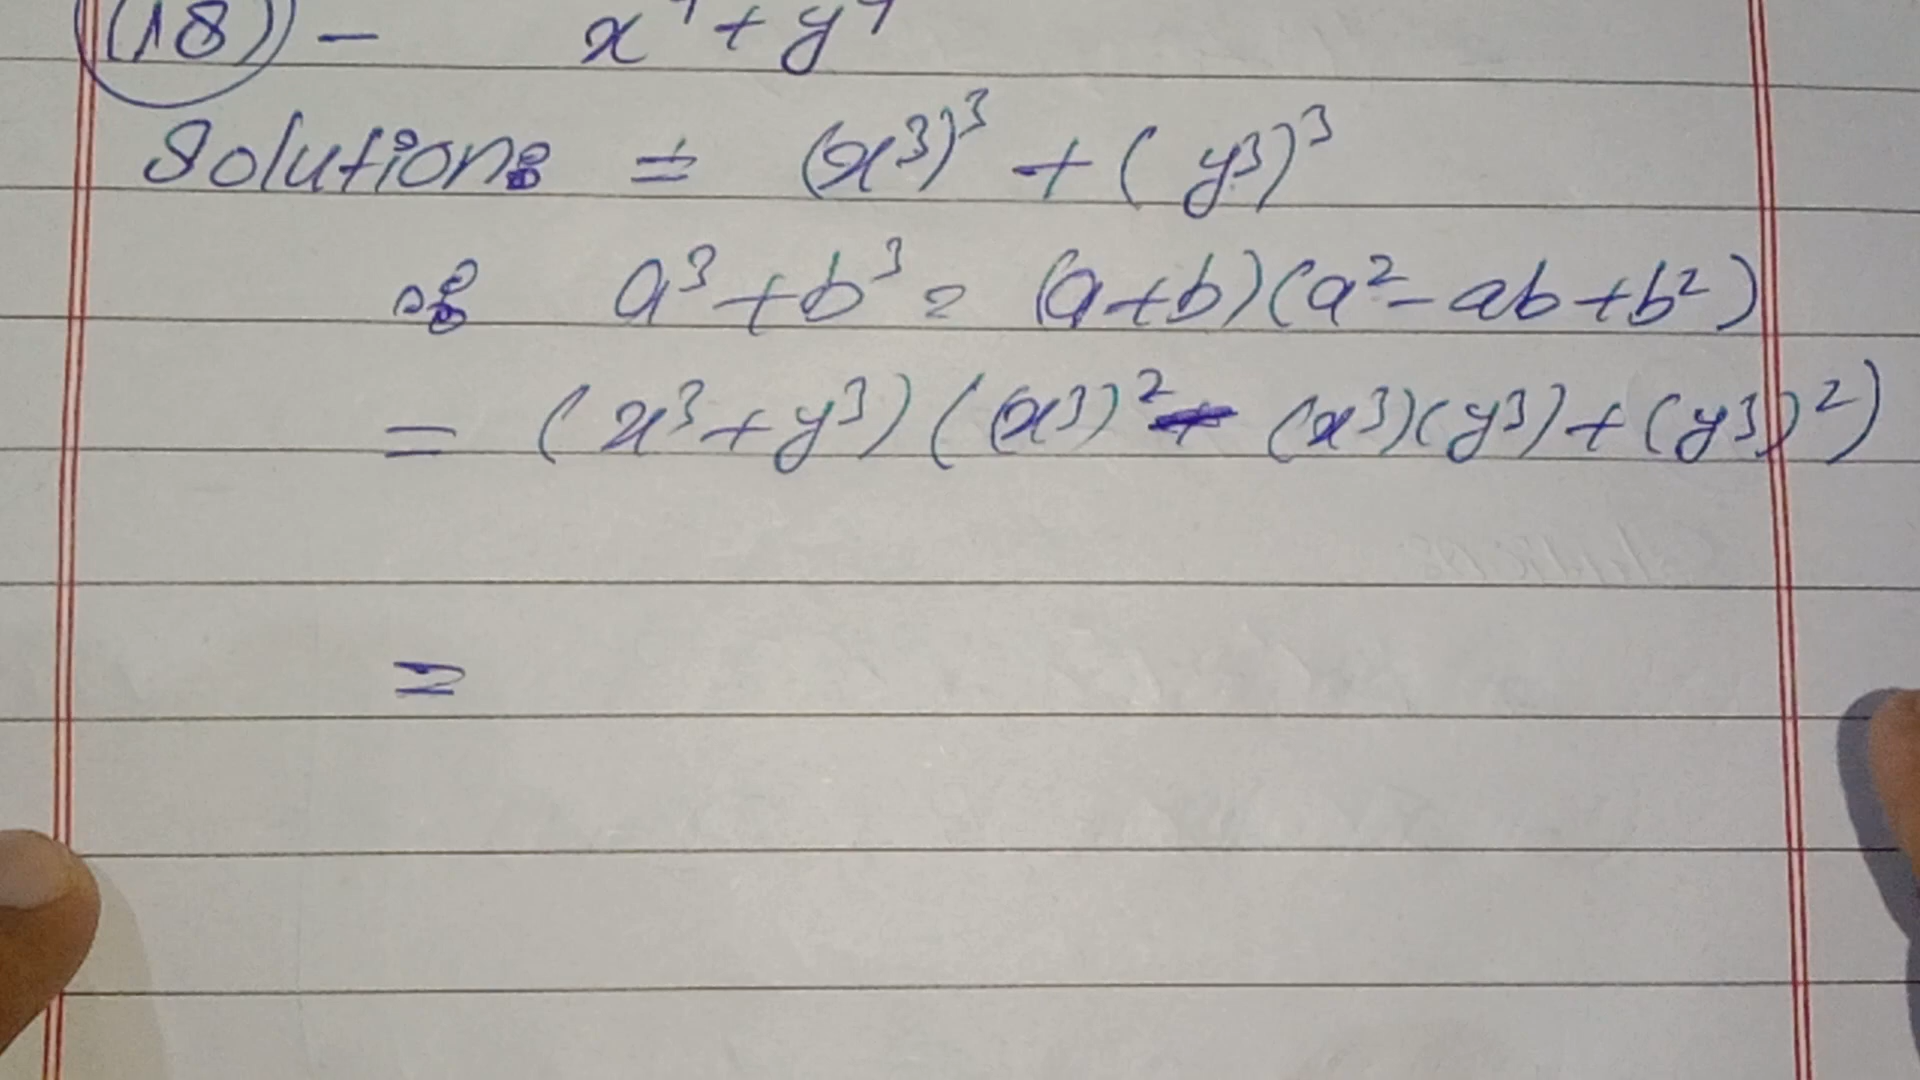 (18) - x⁹ + y⁹
Solution: = (x³)³ + (y³)³
∴ a³ + b³ = (a+b)(a² - ab + b²)
= (x³ + y³)((x³)² - (x³)(y³) + (y³)²)
=